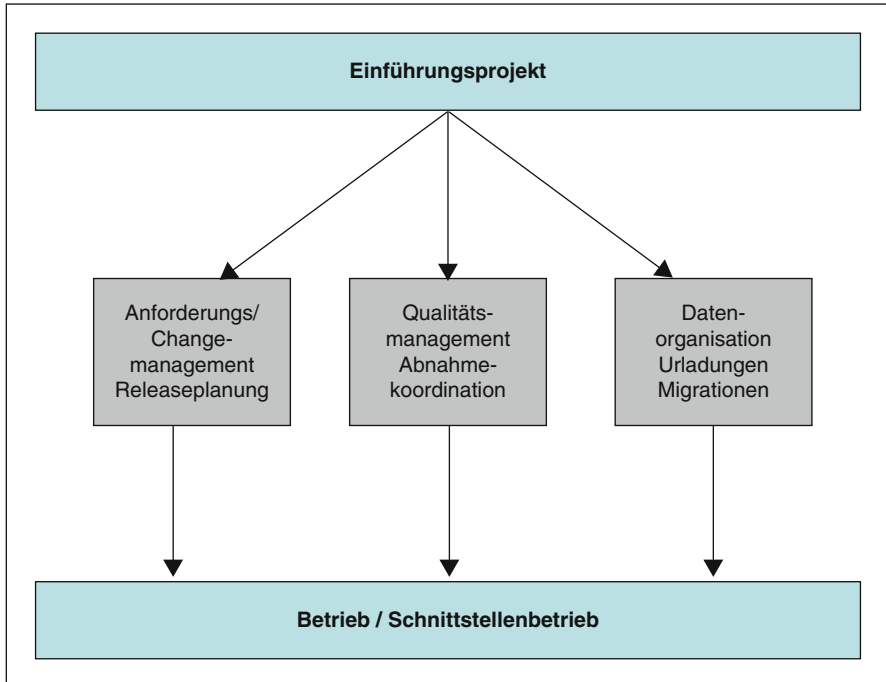 Einführungsprojekt
Anforderungs/
Change-
management
Releaseplanung
Qualitäts-
management
Abnahme-
koordination
Daten-
organisation
Urladungen
Migrationen
Betrieb / Schnittstellenbetrieb